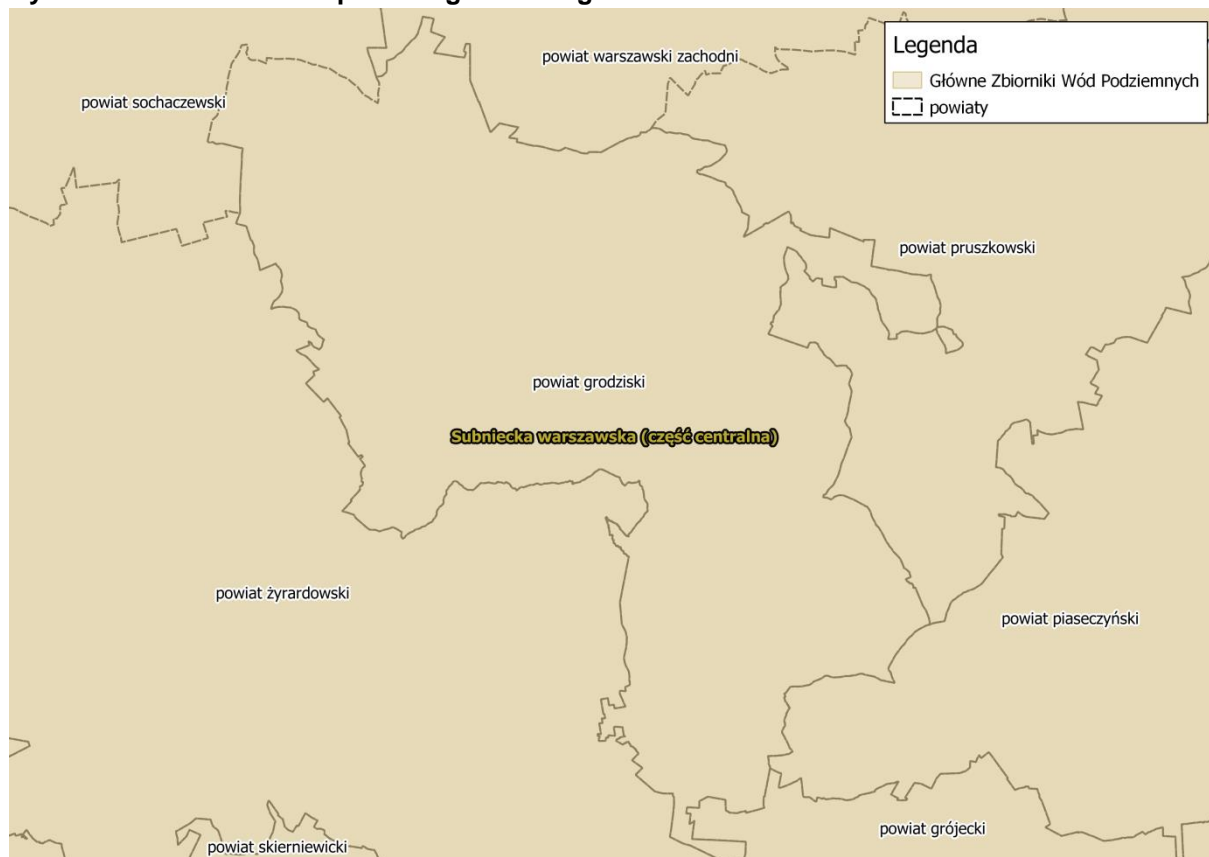 powiat warszawski zachodni
Legenda
Główne Zbiorniki Wód Podziemnych
powiaty
powiat sochaczewski
powiat pruszkowski
powiat grodziski
Subniecka warszawska (część centralna)
powiat żyrardowski
powiat piaseczyński
powiat grójecki
powiat skierniewicki